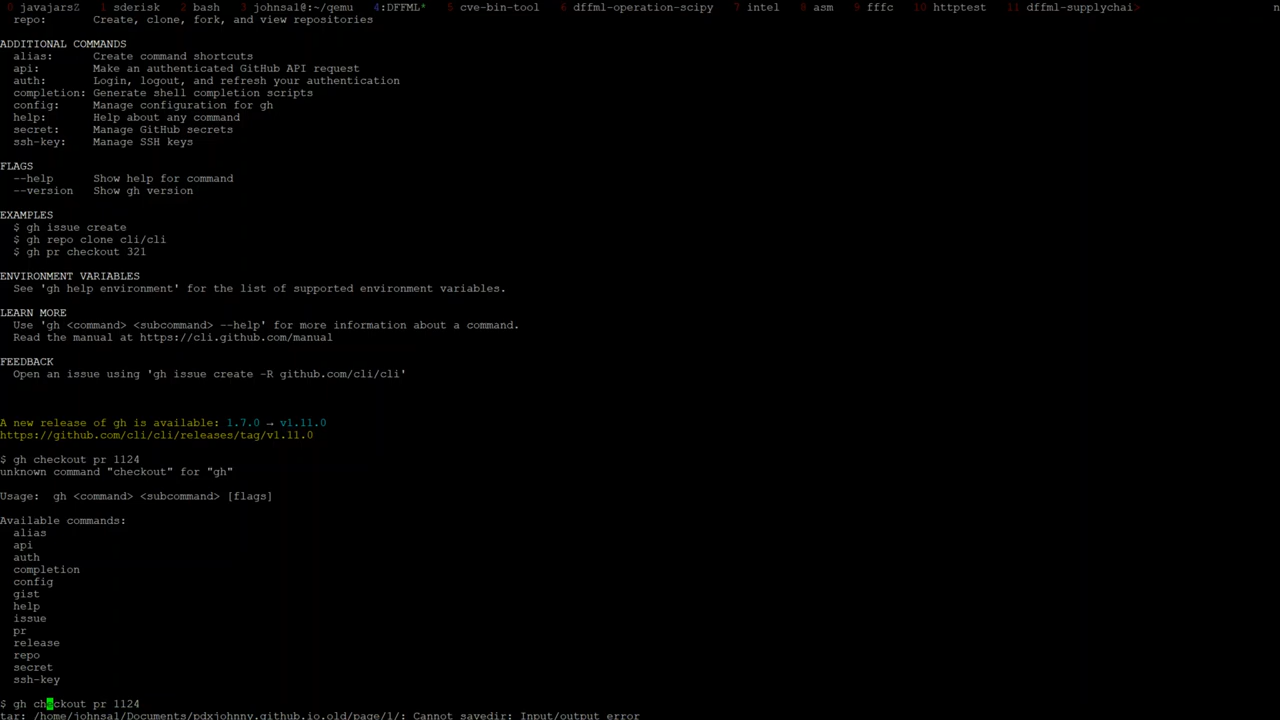 0 javajarsZ 1 sderisk 2 bash 3 johnsal@:~/qemu 4:DFFML* 5 cve-bin-tool 6 dffml-operation-scipy 7 intel 8 asm 9 fffc 10 httptest 11 dffml-supplychai> n
repo: Create, clone, fork, and view repositories
ADDITIONAL COMMANDS
alias: Create command shortcuts
api: Make an authenticated GitHub API request
auth: Login, logout, and refresh your authentication
completion: Generate shell completion scripts
config: Manage configuration for gh
help: Help about any command
secret: Manage GitHub secrets
ssh-key: Manage SSH keys
FLAGS
--help Show help for command
--version Show gh version
EXAMPLES
$ gh issue create
$ gh repo clone cli/cli
$ gh pr checkout 321
ENVIRONMENT VARIABLES
See 'gh help environment' for the list of supported environment variables.
LEARN MORE
Use 'gh <command> <subcommand> --help' for more information about a command.
Read the manual at https://cli.github.com/manual
FEEDBACK
Open an issue using 'gh issue create -R github.com/cli/cli'
A new release of gh is available: 1.7.0 → v1.11.0
https://github.com/cli/cli/releases/tag/v1.11.0
$ gh checkout pr 1124
unknown command "checkout" for "gh"
Usage: gh <command> <subcommand> [flags]
Available commands:
alias
api
auth
completion
config
gist
help
issue
pr
release
repo
secret
ssh-key
$ gh checkout pr 1124
tar: /home/johnsal/Documents/pdxjohnny.github.io.old/page/1/: Cannot savedir: Input/output error